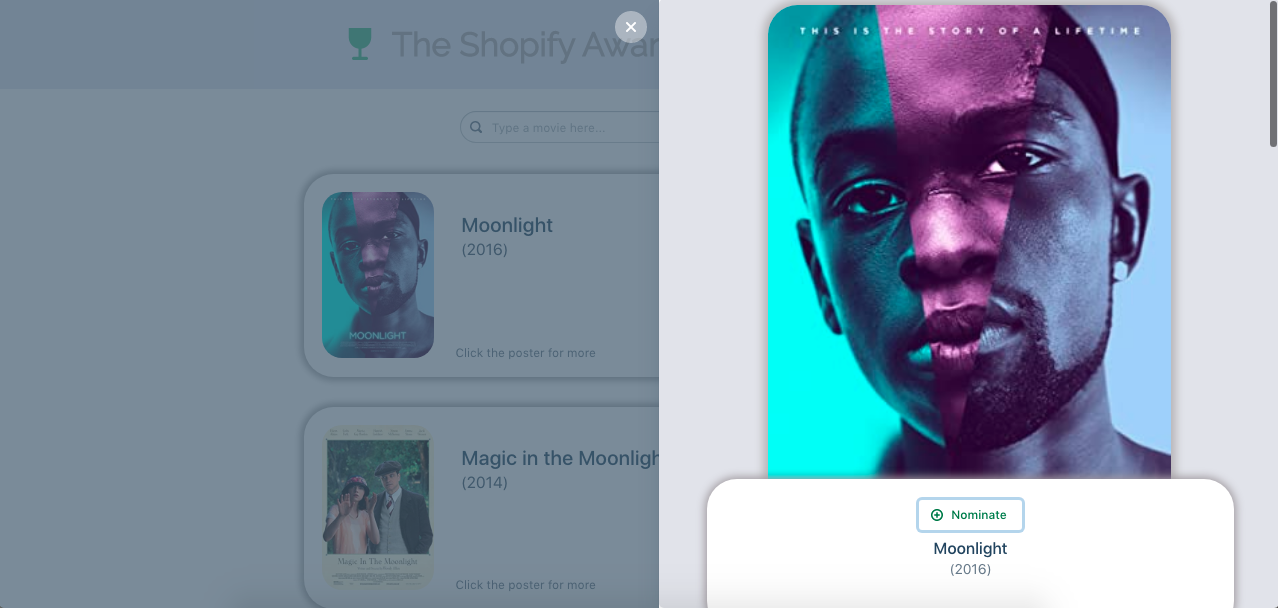 The Shopify Awar
Type a movie here...
Moonlight
(2016)
MOONLIGHT
Click the poster for more
Magic in the Moonligh
(2014)
Magic In The Moonlight
Click the poster for more
THIS IS THE STORY OF A LIFETIME
Nominate
Moonlight
(2016)